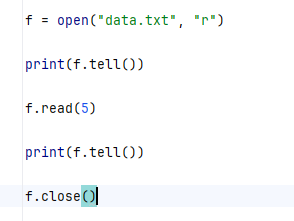 f = open("data.txt", "r")
print(f.tell())
f.read(5)
print(f.tell())
f.close()